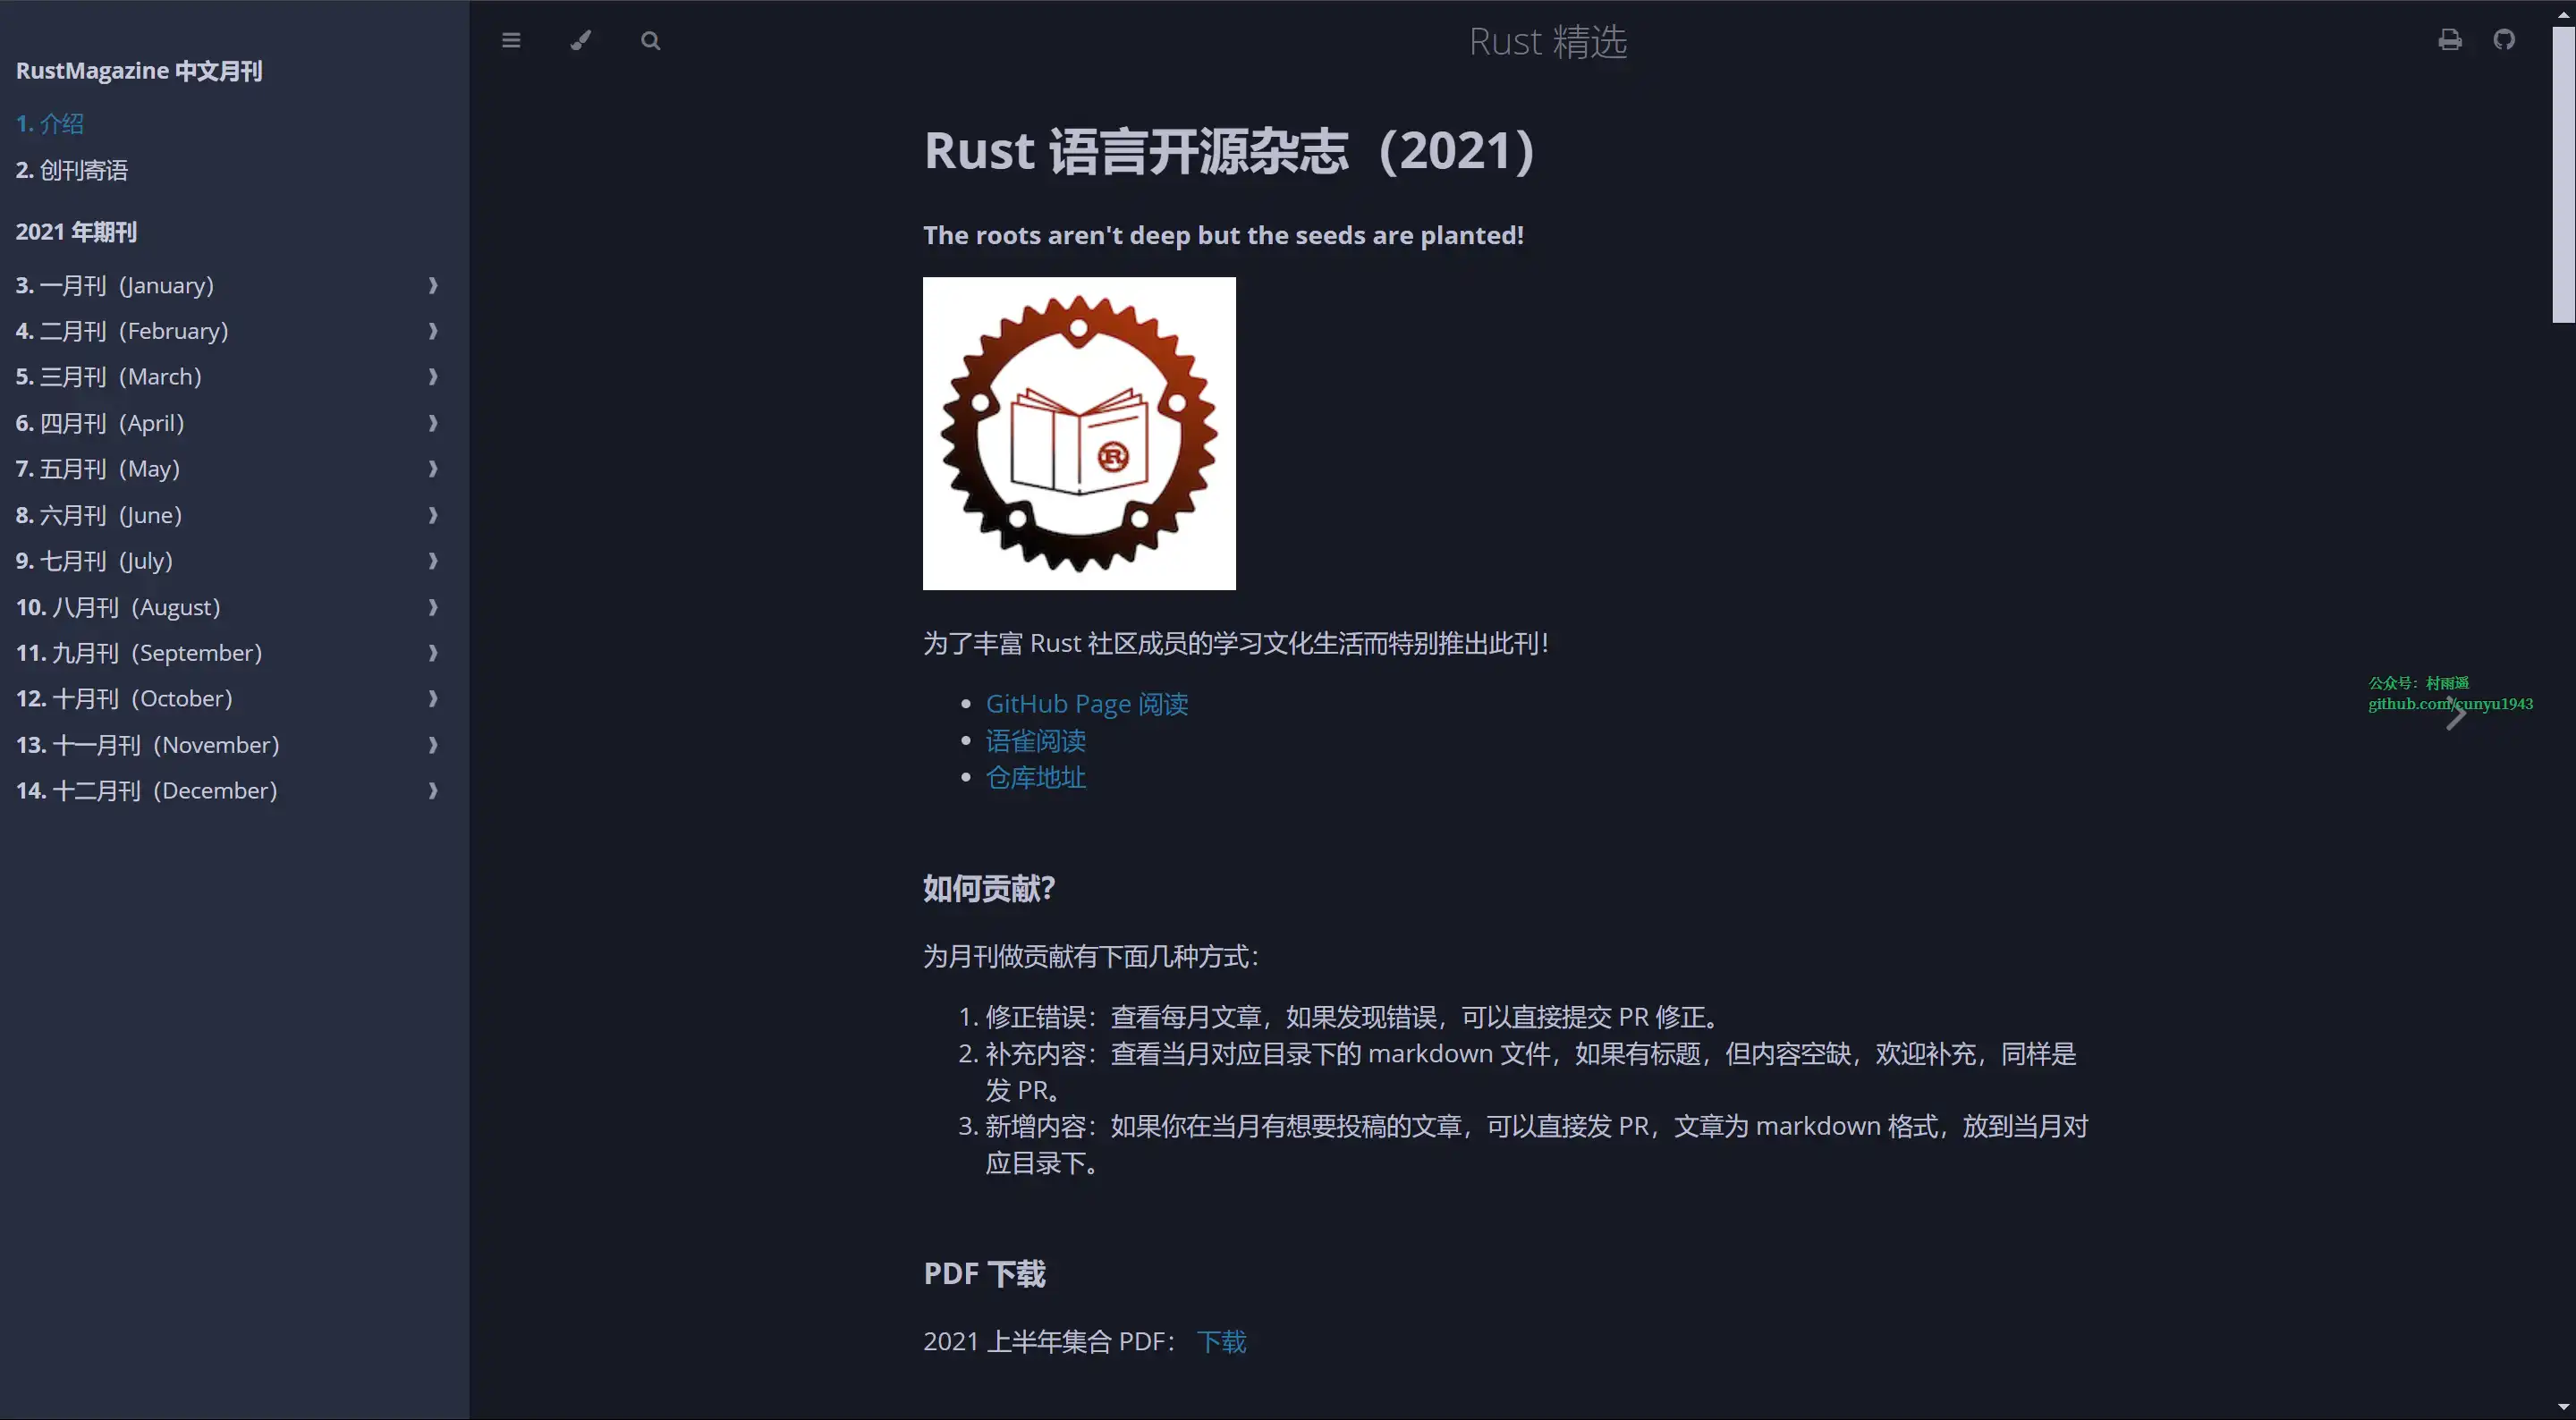 RustMagazine 中文月刊
1. 介绍
2. 创刊寄语
2021 年期刊
3. 一月刊（January）
4. 二月刊（February）
5. 三月刊（March）
6. 四月刊（April）
7. 五月刊（May）
8. 六月刊（June）
9. 七月刊（July）
10. 八月刊（August）
11. 九月刊（September）
12. 十月刊（October）
13. 十一月刊（November）
14. 十二月刊（December）
Rust 精选
Rust 语言开源杂志（2021）
The roots aren't deep but the seeds are planted!
R
为了丰富 Rust 社区成员的学习文化生活而特别推出此刊！
GitHub Page 阅读
语雀阅读
仓库地址
公众号：村雨遥
github.com/cunyu1943
如何贡献？
为月刊做贡献有下面几种方式：
1. 修正错误：查看每月文章，如果发现错误，可以直接提交 PR 修正。
2. 补充内容：查看当月对应目录下的 markdown 文件，如果有标题，但内容空缺，欢迎补充，同样是
发 PR。
3. 新增内容：如果你在当月有想要投稿的文章，可以直接发 PR，文章为 markdown 格式，放到当月对
应目录下。
PDF 下载
2021 上半年集合 PDF： 下载